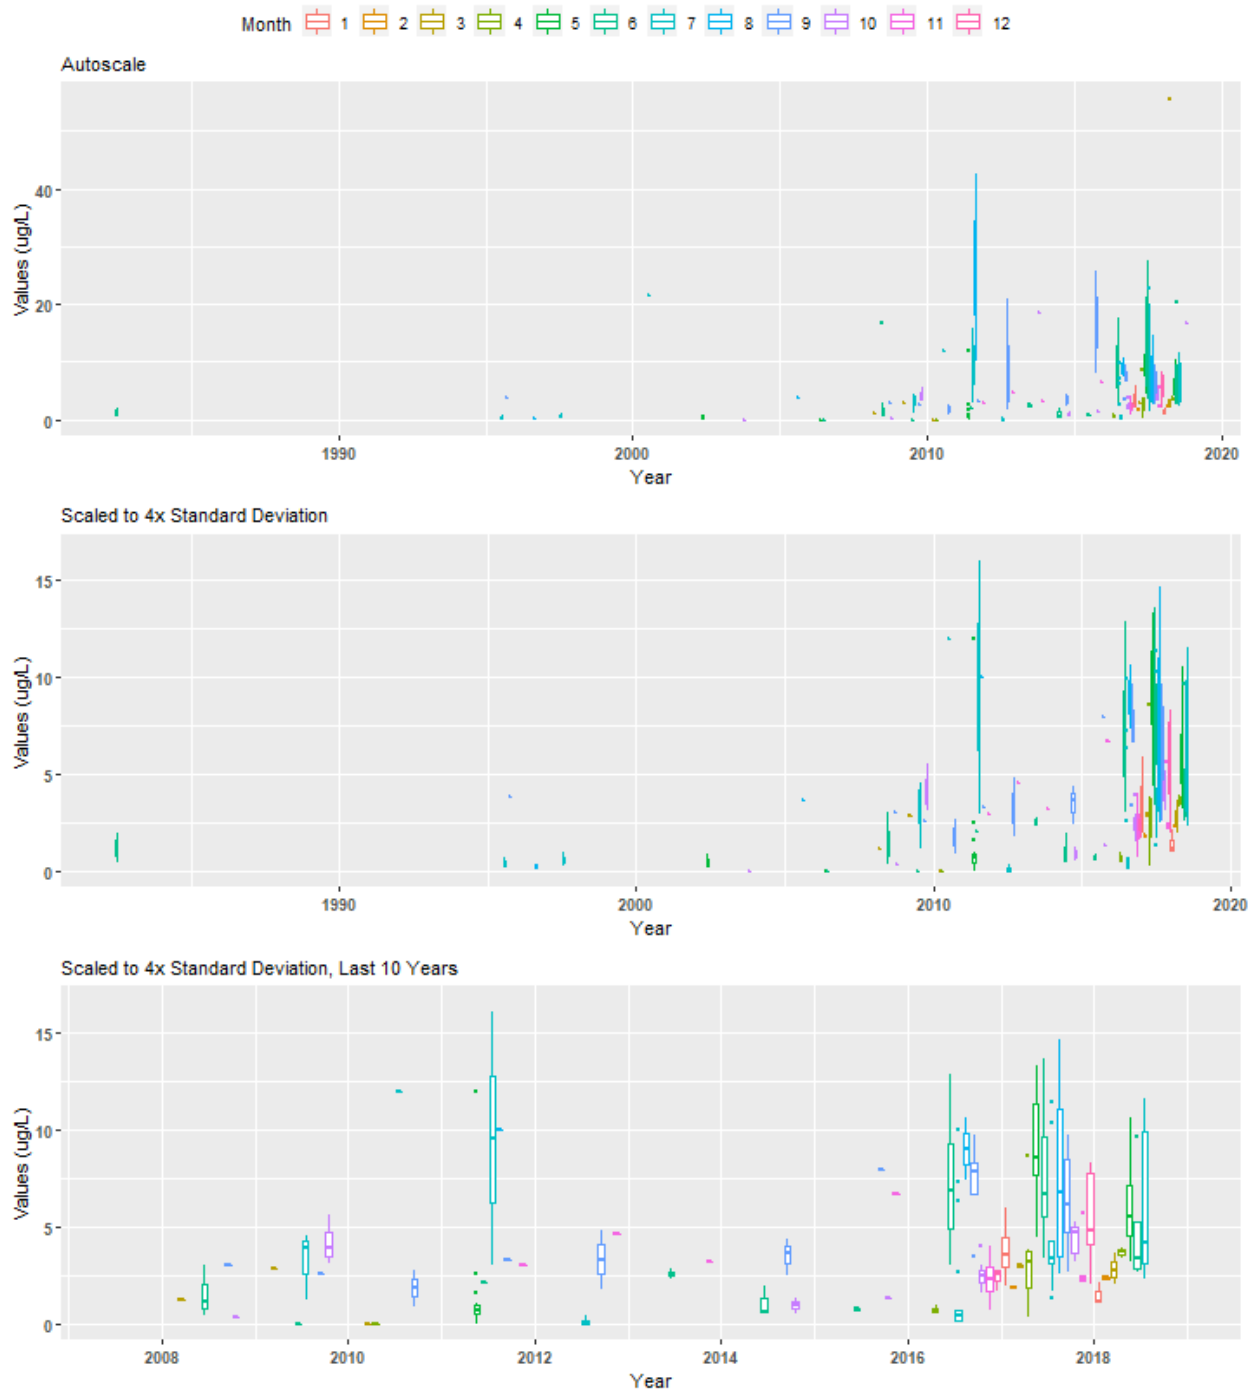 Month 1 2 3 4 5 6 7 8 9 10 11 12
Autoscale
Values (ug/L)
40
20
0
1990 2000 2010 2020
Year
Scaled to 4x Standard Deviation
Values (ug/L)
15
10
5
0
1990 2000 2010 2020
Year
Scaled to 4x Standard Deviation, Last 10 Years
Values (ug/L)
15
10
5
0
2008 2010 2012 2014 2016 2018
Year